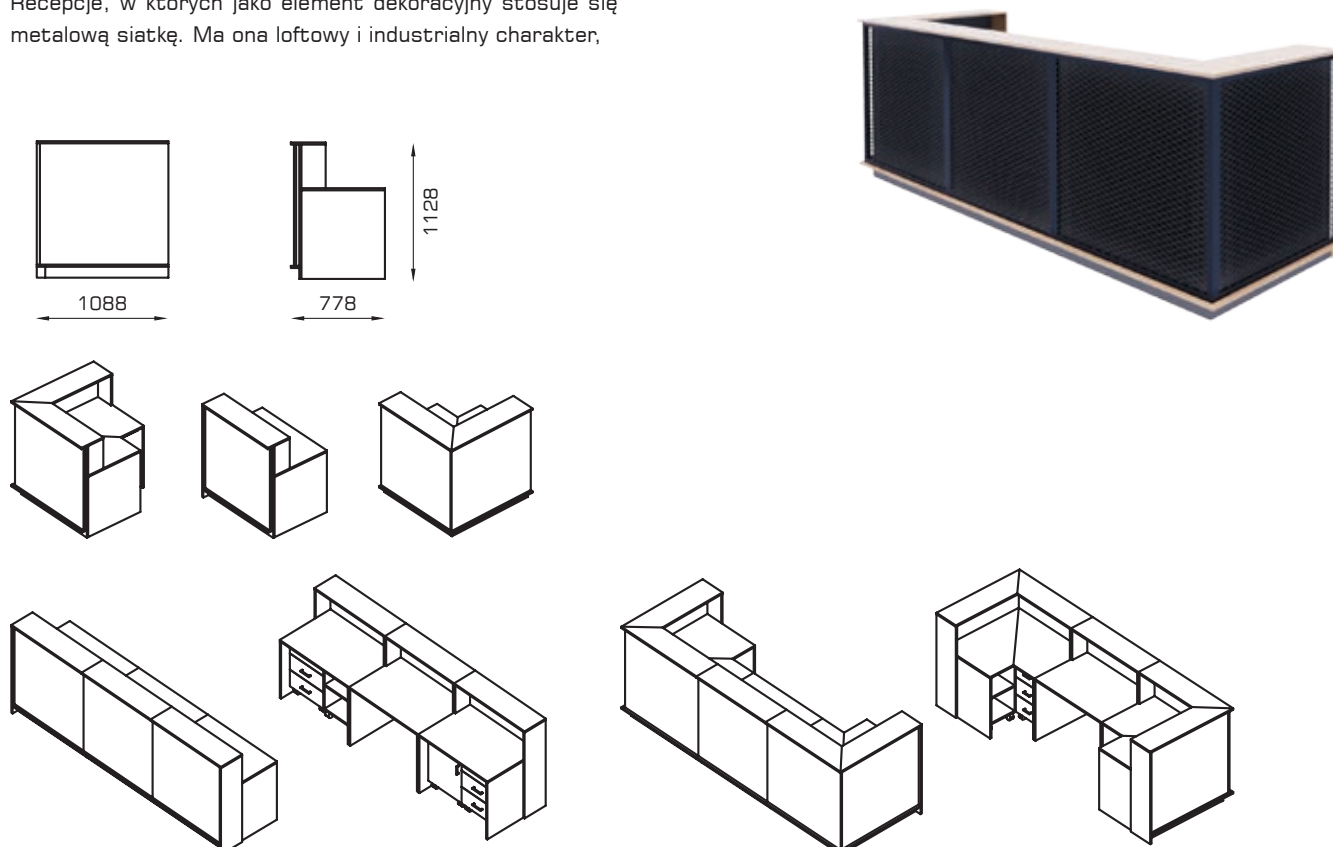 Recepcje, w których jako element dekoracyjny stosuje się
metalową siatkę. Ma ona loftowy i industrialny charakter,
1128
1088
778